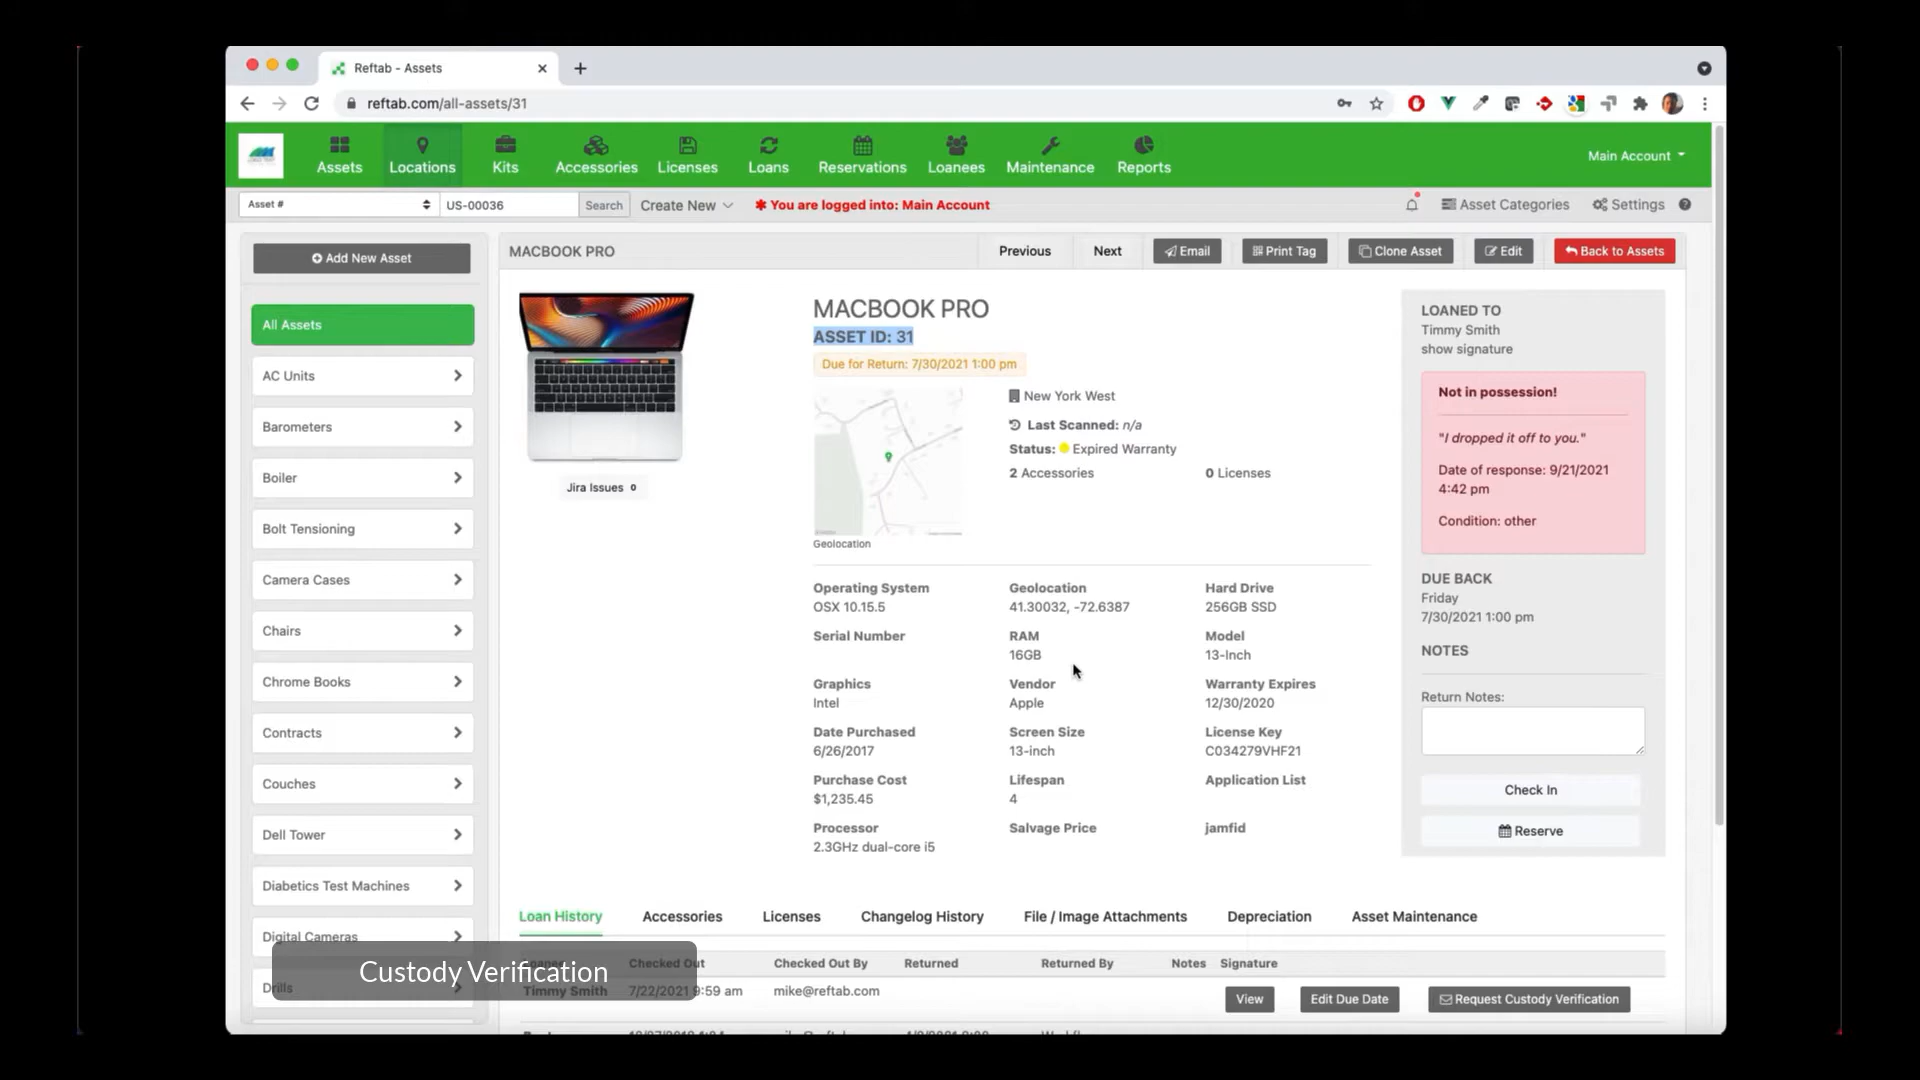 Reftab - Assets
reftab.com/all-assets/31
Assets
Locations
Kits
Accessories
Licenses
Loans
Reservations
Loanees
Maintenance
Reports
Main Account
Asset #
US-00036
Search
Create New
✱ You are logged into: Main Account
Asset Categories
Settings
Add New Asset
All Assets
AC Units
Barometers
Boiler
Bolt Tensioning
Camera Cases
Chairs
Chrome Books
Contracts
Couches
Dell Tower
Diabetics Test Machines
Digital Cameras
Drills
MACBOOK PRO
Previous
Next
Email
Print Tag
Clone Asset
Edit
Back to Assets
Jira Issues 0
MACBOOK PRO
ASSET ID: 31
Due for Return: 7/30/2021 1:00 pm
Geolocation
New York West
Last Scanned: n/a
Status: Expired Warranty
2 Accessories
0 Licenses
Operating System
OSX 10.15.5
Geolocation
41.30032, -72.6387
Hard Drive
256GB SSD
Serial Number
RAM
16GB
Model
13-Inch
Graphics
Intel
Vendor
Apple
Warranty Expires
12/30/2020
Date Purchased
6/26/2017
Screen Size
13-inch
License Key
C034279VHF21
Purchase Cost
$1,235.45
Lifespan
4
Application List
Processor
2.3GHz dual-core i5
Salvage Price
jamfid
LOANED TO
Timmy Smith
show signature
Not in possession!
"I dropped it off to you."
Date of response: 9/21/2021
4:42 pm
Condition: other
DUE BACK
Friday
7/30/2021 1:00 pm
NOTES
Return Notes:
Check In
Reserve
Loan History
Accessories
Licenses
Changelog History
File / Image Attachments
Depreciation
Asset Maintenance
Checked Out
Checked Out By
Returned
Returned By
Notes
Signature
Timmy Smith
7/22/2021 9:59 am
mike@reftab.com
View
Edit Due Date
Request Custody Verification
Custody Verification